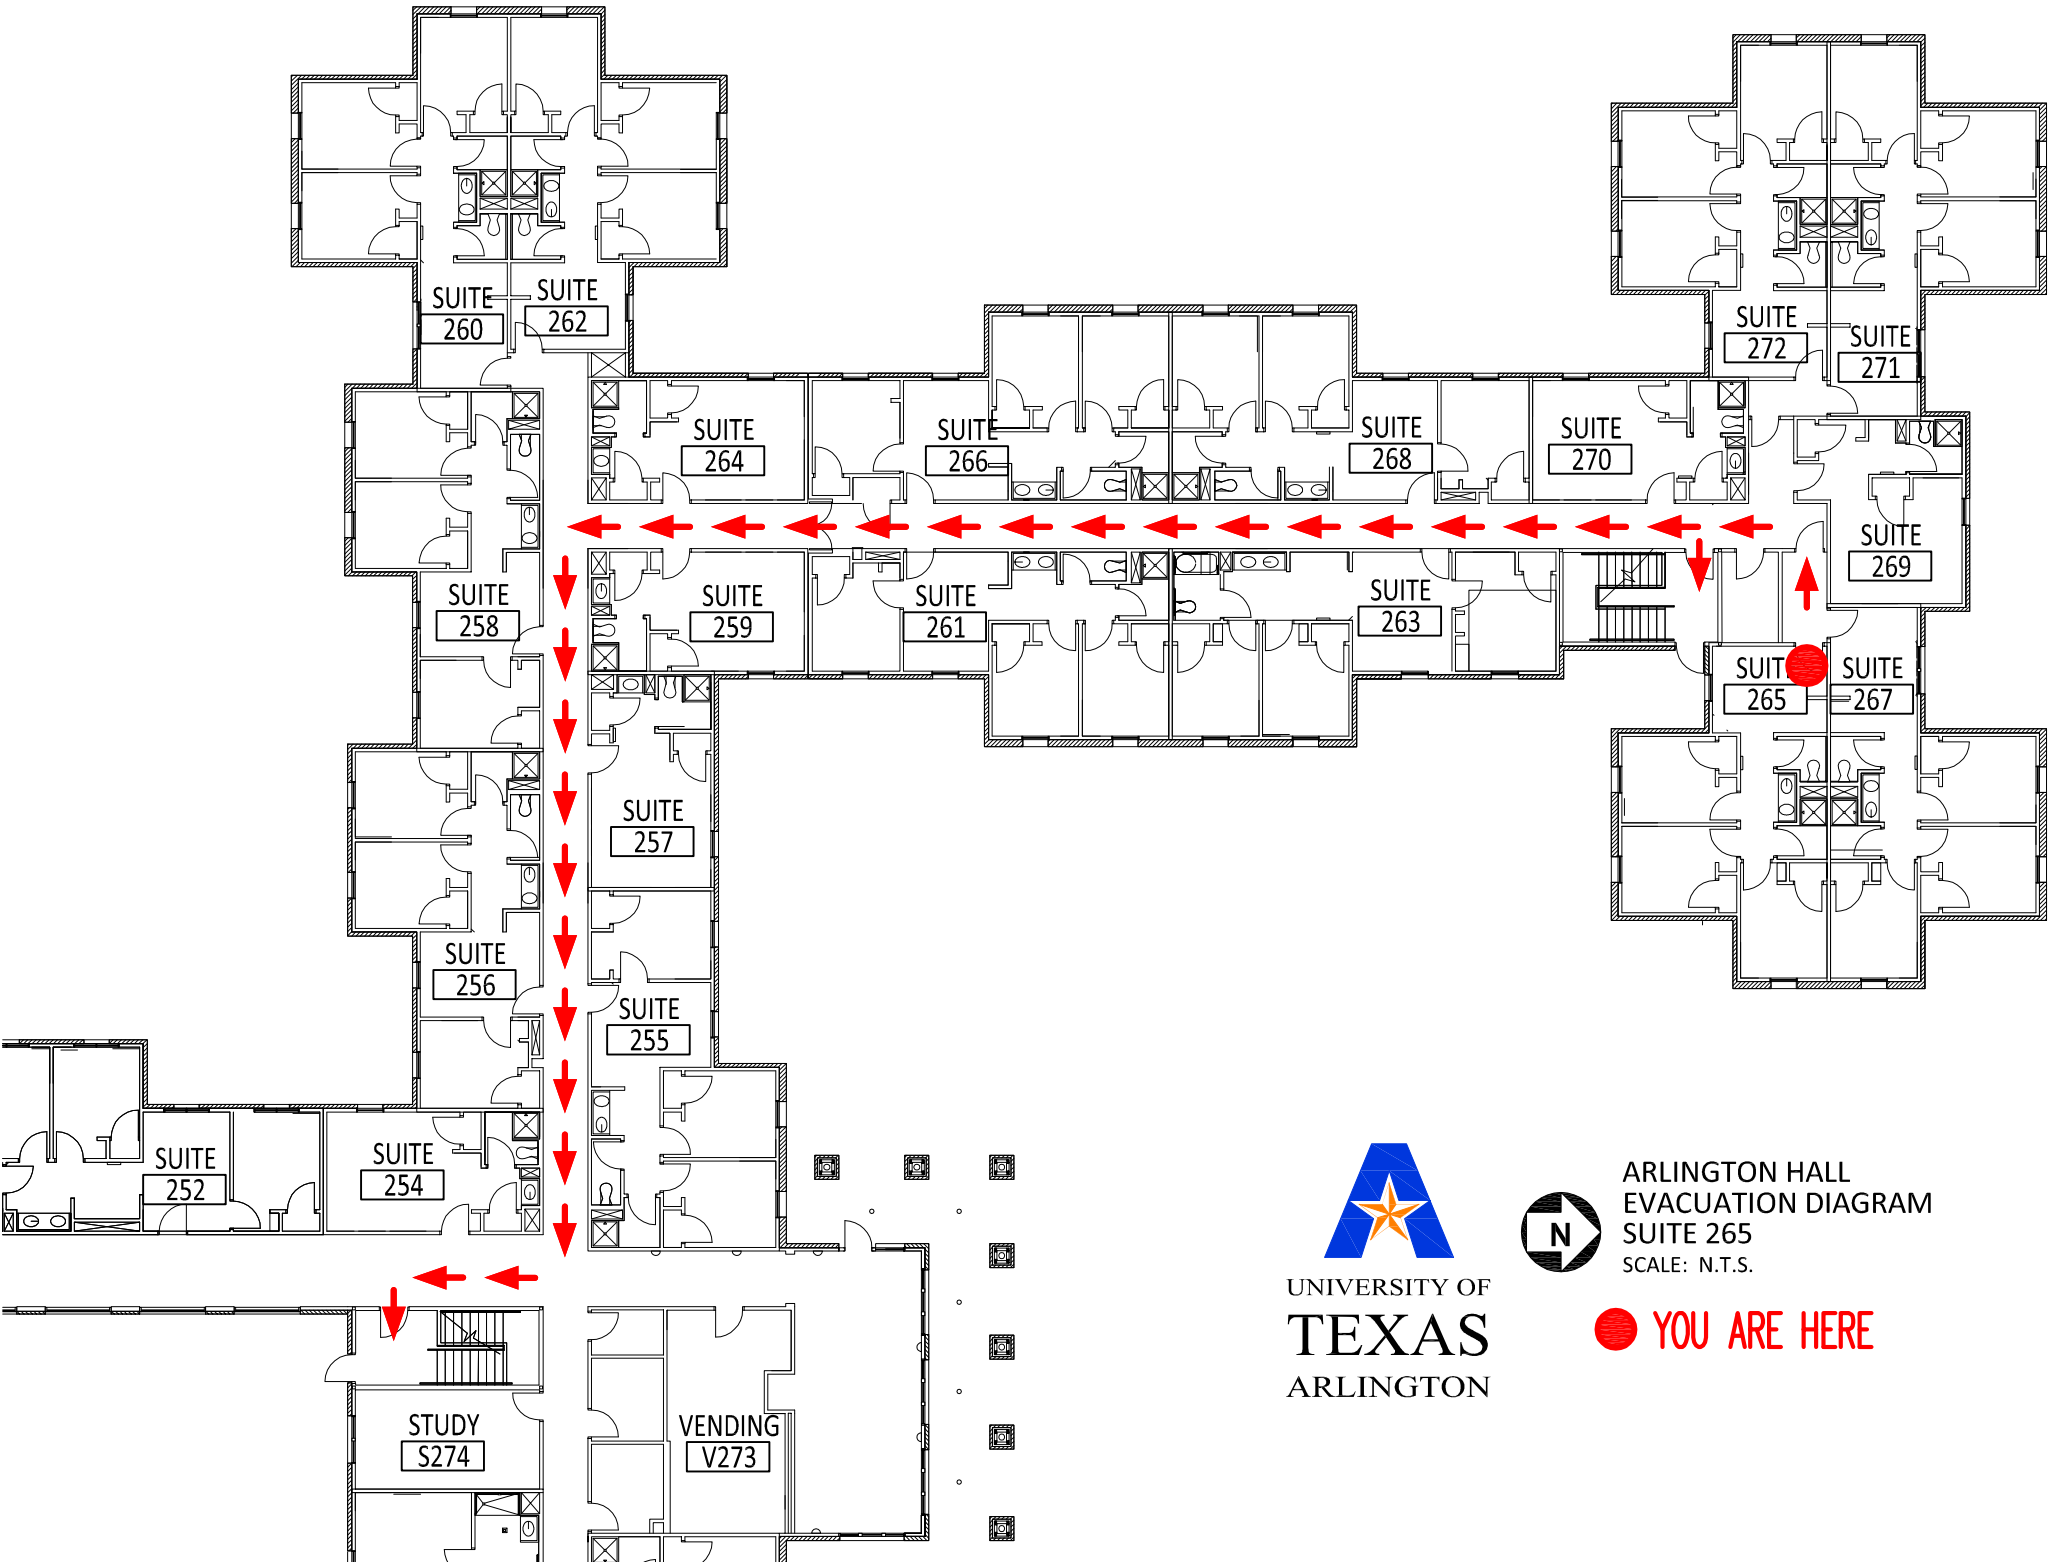 SUITE
260
SUITE
262
SUITE
272
SUITE
271
SUITE
264
SUITE
266
SUITE
268
SUITE
270
SUITE
269
SUITE
258
SUITE
259
SUITE
261
SUITE
263
SUITE
265
SUITE
267
SUITE
257
SUITE
256
SUITE
255
SUITE
252
SUITE
254
STUDY
S274
VENDING
V273
A
UNIVERSITY OF
TEXAS
ARLINGTON
N
ARLINGTON HALL
EVACUATION DIAGRAM
SUITE 265
SCALE: N.T.S.
YOU ARE HERE